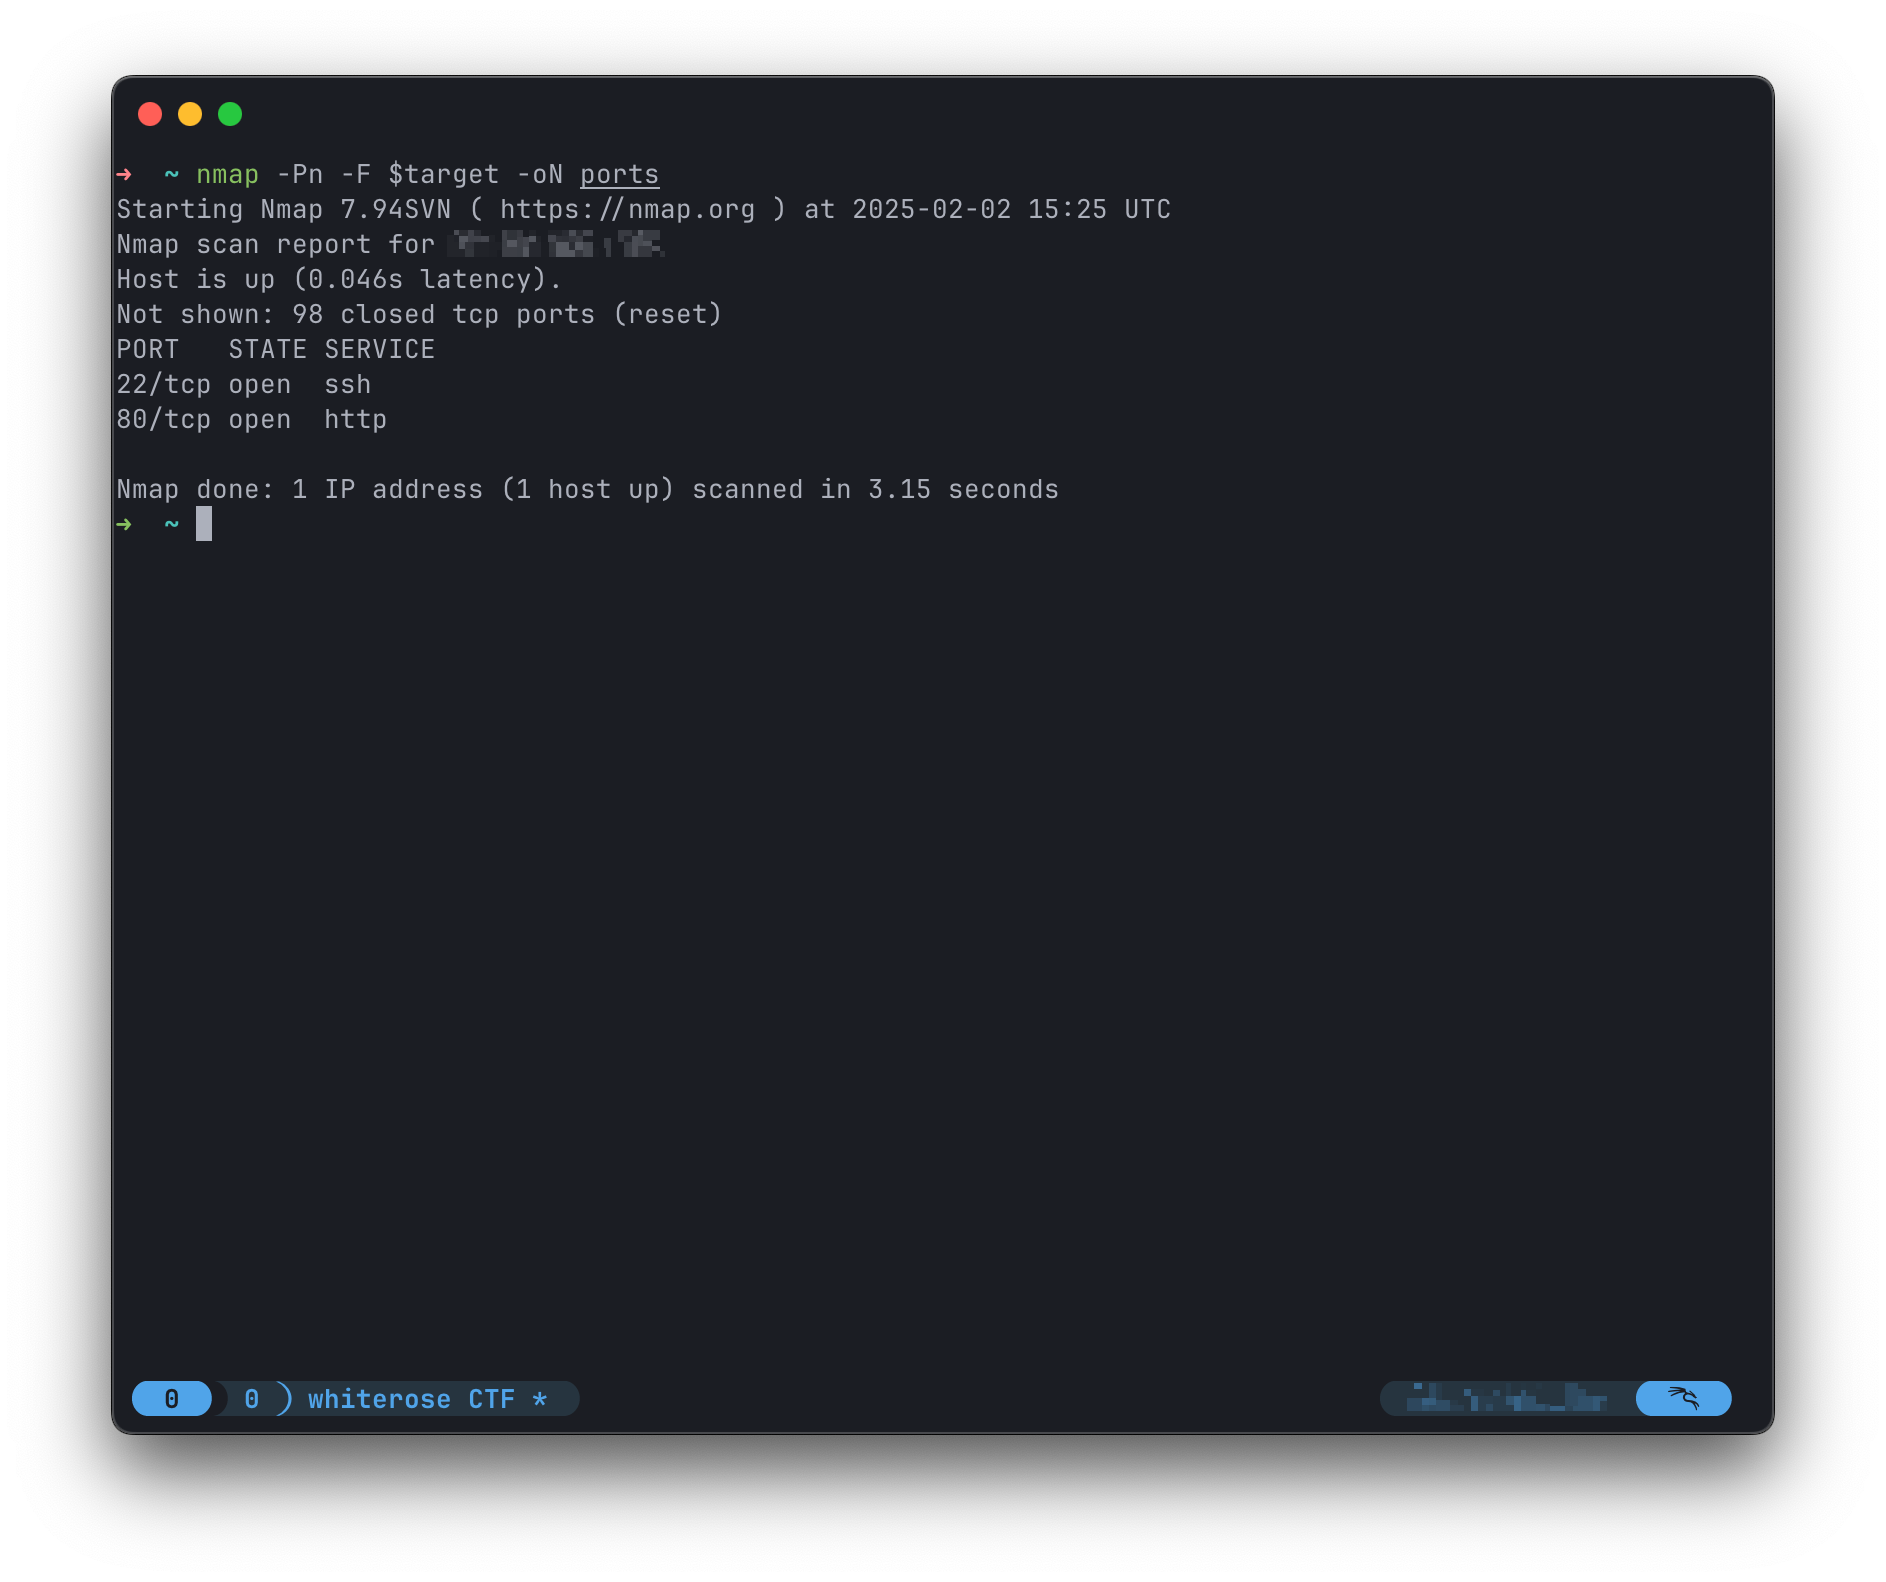 ➜  ~ nmap -Pn -F $target -oN ports
Starting Nmap 7.94SVN ( https://nmap.org ) at 2025-02-02 15:25 UTC
Nmap scan report for
Host is up (0.046s latency).
Not shown: 98 closed tcp ports (reset)
PORT   STATE SERVICE
22/tcp open  ssh
80/tcp open  http
Nmap done: 1 IP address (1 host up) scanned in 3.15 seconds
➜  ~
0 0 whiterose CTF *